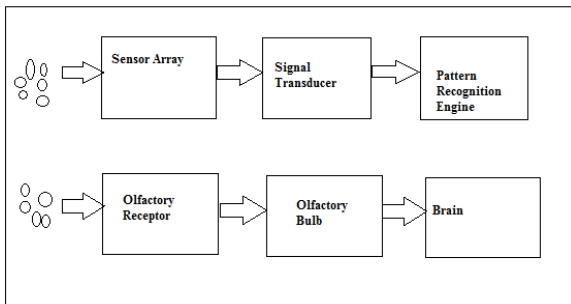 Sensor Array
Signal
Transducer
Pattern
Recognition
Engine
Olfactory
Receptor
Olfactory
Bulb
Brain